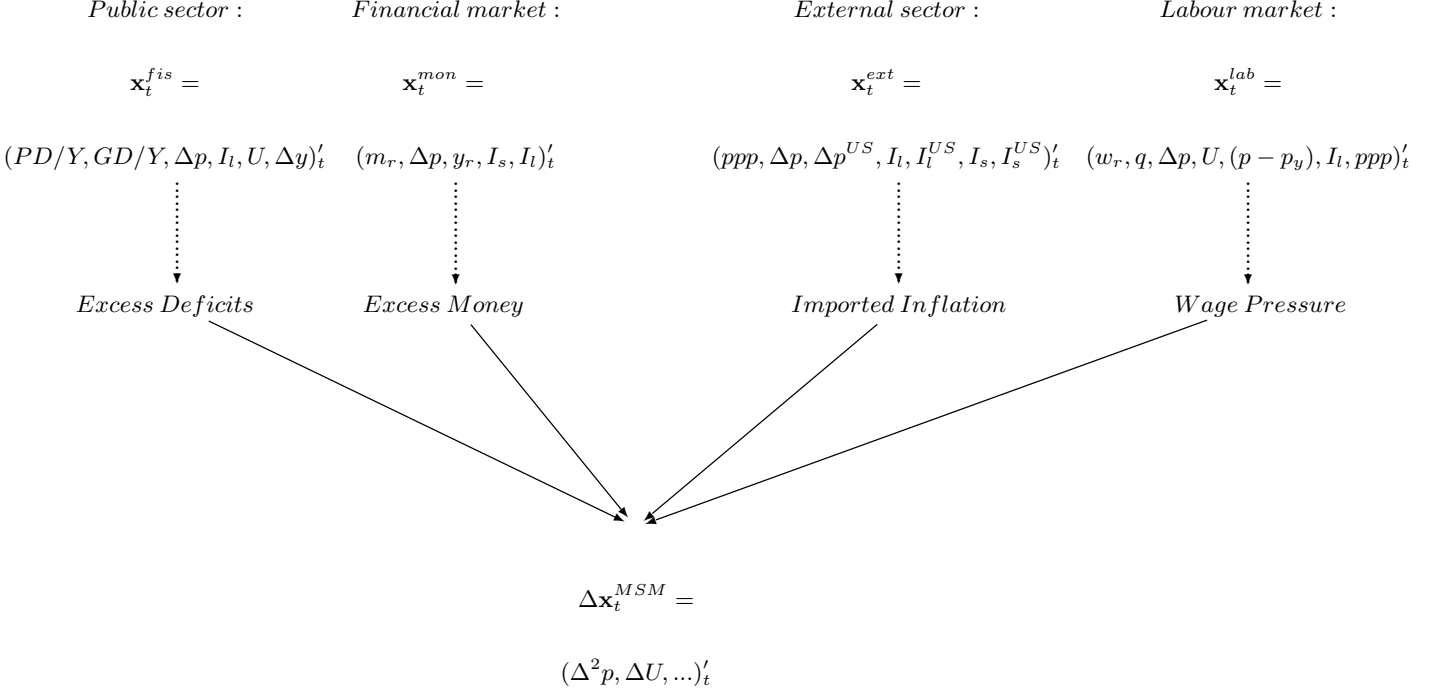 Public sector : Financial market : External sector : Labour market :
x_t^{fis} = x_t^{mon} = x_t^{ext} = x_t^{lab} =
(PD/Y, GD/Y, Δp, I_l, U, Δy)′_t (m_r, Δp, y_r, I_s, I_l)′_t (ppp, Δp, Δp^{US}, I_l, I_l^{US}, I_s, I_s^{US})′_t (w_r, q, Δp, U, (p − p_y), I_l, ppp)′_t
Excess Deficits Excess Money Imported Inflation Wage Pressure
Δx_t^{MSM} =
(Δ²p, ΔU, ...)′_t